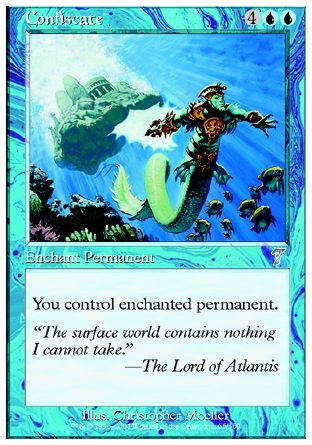 Confiscate 4
Enchant Permanent 7
You control enchanted permanent.
“The surface world contains nothing
I cannot take.”
—The Lord of Atlantis
Illus. Christopher Moeller